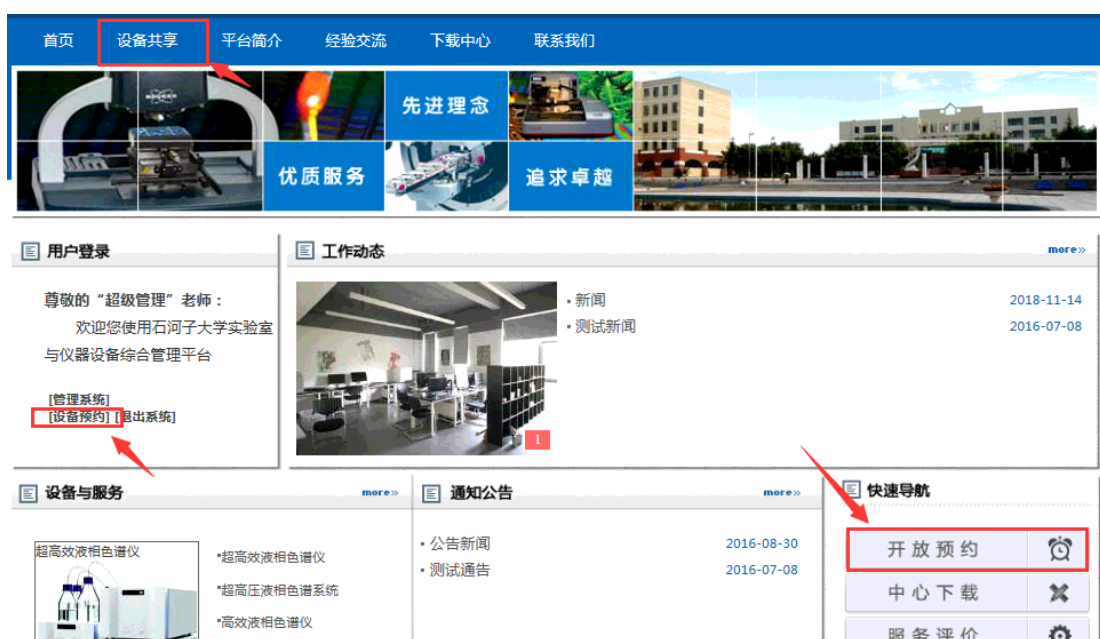 首页 设备共享 平台简介 经验交流 下载中心 联系我们
先进理念
优质服务
追求卓越
用户登录
尊敬的“超级管理”老师：
欢迎您使用石河子大学实验室
与仪器设备综合管理平台
[管理系统]
[设备预约] [退出系统]
工作动态 more»
▪ 新闻 2018-11-14
▪ 测试新闻 2016-07-08
1
设备与服务 more»
超高效液相色谱仪
▪超高效液相色谱仪
▪超高压液相谱系统
▪高效液相色谱仪
通知公告 more»
▪ 公告新闻 2016-08-30
▪ 测试通告 2016-07-08
快速导航
开放预约
中心下载
服务评价